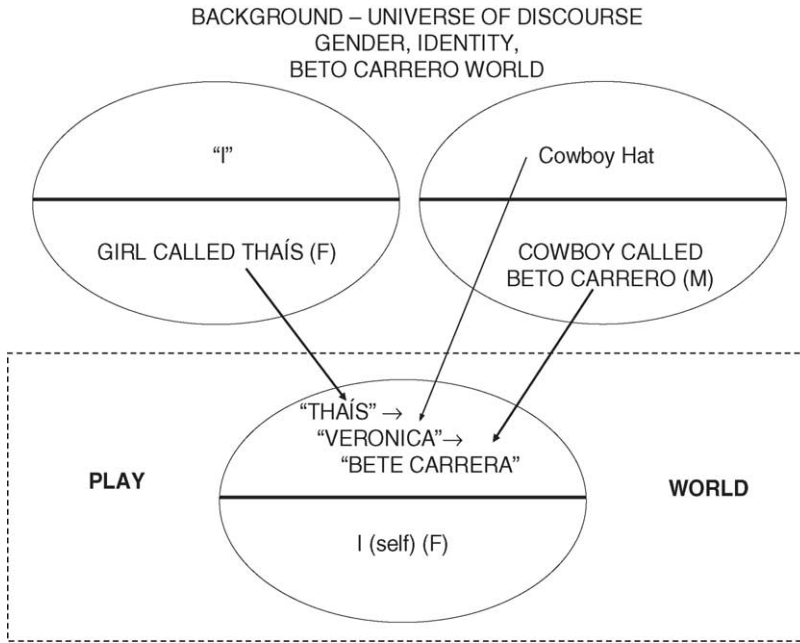 BACKGROUND – UNIVERSE OF DISCOURSE
GENDER, IDENTITY,
BETO CARRERO WORLD
“I”
GIRL CALLED THAÍS (F)
Cowboy Hat
COWBOY CALLED
BETO CARRERO (M)
“THAÍS” →
“VERONICA”→
“BETE CARRERA”
PLAY
WORLD
I (self) (F)